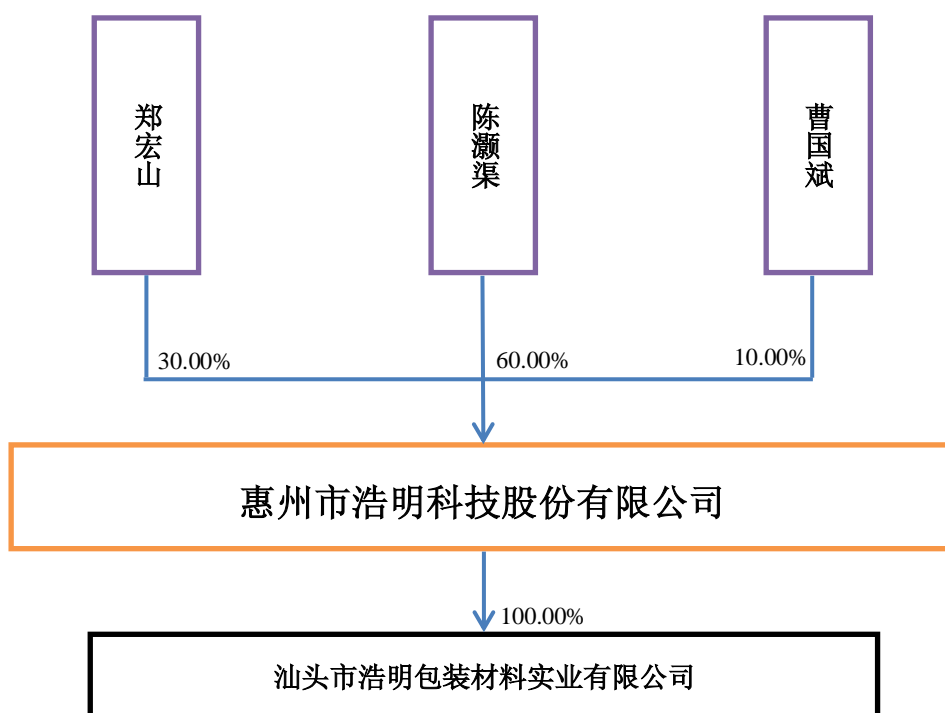 郑宏山
陈灏渠
曹国斌
30.00%
60.00%
10.00%
惠州市浩明科技股份有限公司
100.00%
汕头市浩明包装材料实业有限公司